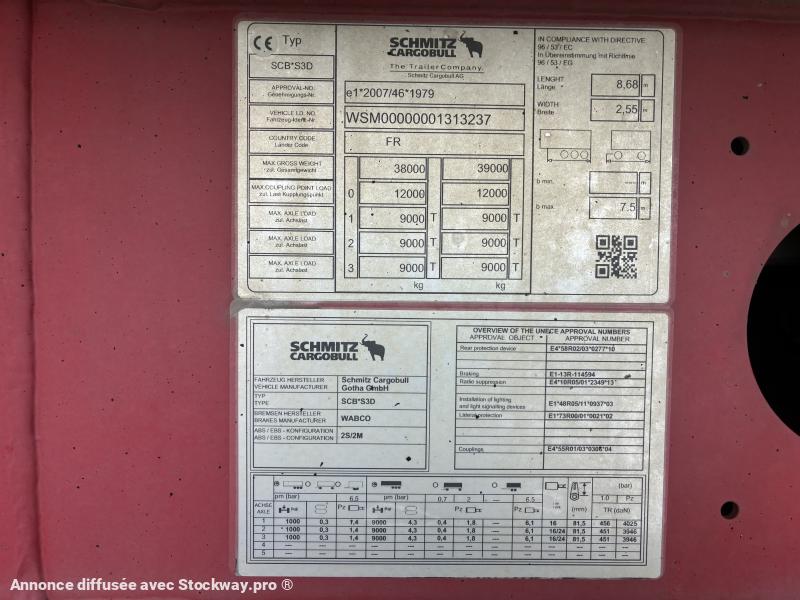 CE Typ
SCHMITZ
CARGOBULL
The Trailer Company.
Schmitz Cargobull AG
IN COMPLIANCE WITH DIRECTIVE
96 / 53 / EC
In Übereinstimmung mit Richtlinie
96 / 53 / EG
SCB*S3D
LENGHT
Länge
8,68 m
APPROVAL-NO.
Genehmigungs-Nr.
e1*2007/46*1979
WIDTH
Breite
2,55 m
VEHICLE I.D. NO.
Fahrzeug-Ident.-Nr
WSM00000001313237
COUNTRY CODE
Länder Code
FR
MAX GROSS WEIGHT
zul. Gesamtgewicht
38000 39000
MAX.COUPLING POINT LOAD
zul. Last Kupplungspunkt
0 12000 12000
b min. ---- m
MAX. AXLE LOAD
zul. Achslast
1 9000 T 9000 T
b max. 7.5 m
MAX. AXLE LOAD
zul. Achslast
2 9000 T 9000 T
MAX. AXLE LOAD
zul. Achslast
3 9000 T 9000 T
kg kg
SCHMITZ
CARGOBULL
FAHRZEUG HERSTELLER
VEHICLE MANUFACTURER
Schmitz Cargobull
Gotha GmbH
TYP
TYPE
SCB*S3D
BREMSEN HERSTELLER
BRAKES MANUFACTURER
WABCO
ABS / EBS - KONFIGURATION
ABS / EBS - CONFIGURATION
2S/2M
OVERVIEW OF THE UNECE APPROVAL NUMBERS
APPROVAL OBJECT APPROVAL NUMBER
Rear protection device E4*58R02/03*0277*10
Braking E1-13R-114594
Radio suppression E4*10R05/01*2349*13
Installation of lighting
and light signalling devices E1*48R05/11*0937*03
Lateral protection E1*73R00/01*0021*02
Couplings E4*55R01/03*0306*04
pm (bar) 6.5 pm (bar) 0,7 2 --- 6.5 (bar)
1.0 Pz
ACHSE
AXLE
Pz Pz Pz (mm) TR (daN)
1 1000 0,3 1,4 9000 4,3 0,4 1,8 --- 6,1 16 81,5 456 4025
2 1000 0,3 1,4 9000 4,3 0,4 1,8 --- 6,1 16/24 81,5 451 3946
3 1000 0,3 1,4 9000 4,3 0,4 1,8 --- 6,1 16/24 81,5 451 3946
4 --- --- --- --- --- --- --- --- --- --- --- --- ---
5 --- --- --- --- --- --- --- --- --- --- --- --- ---
Annonce diffusée avec Stockway.pro ®